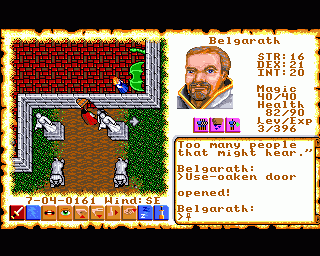 Belgarath
STR:16
DEX:21
INT:20
Magic
40/40
Health
82/90
Lev/Exp
3/396
Too many people
that might hear."
Belgarath:
>Use-oaken door
opened!
Belgarath:
>
7-04-0161 Wind:SE